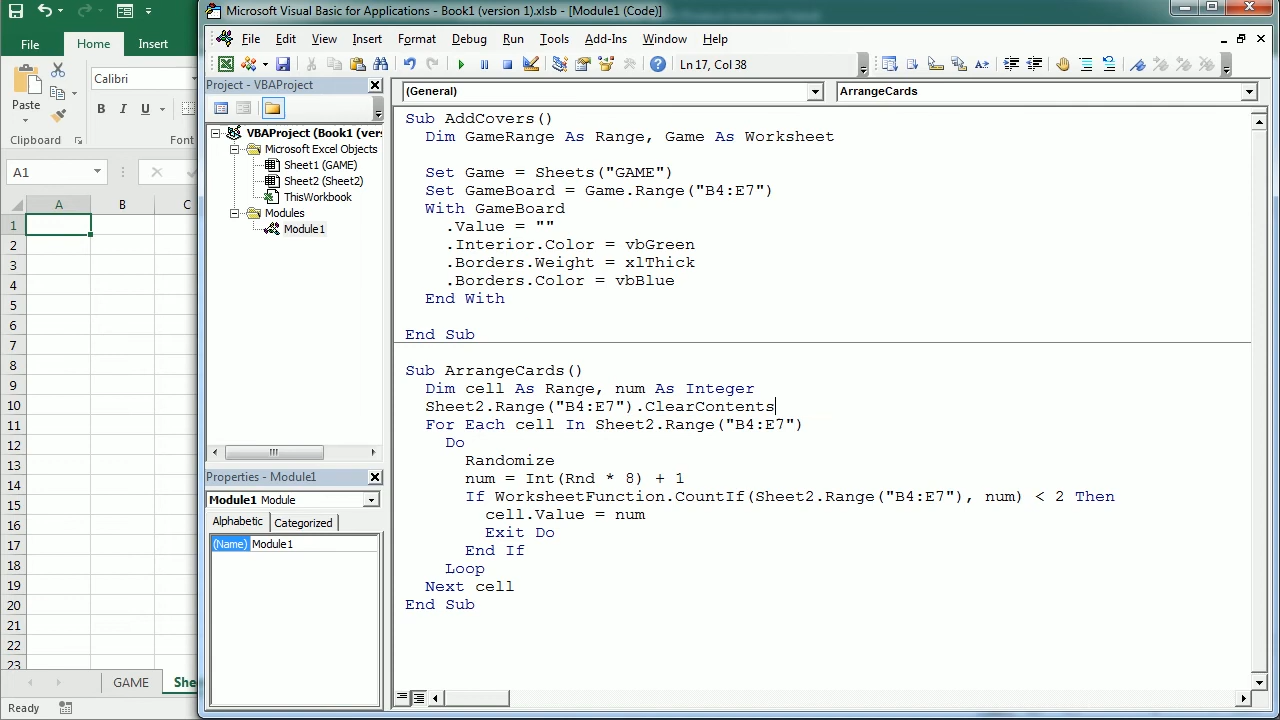 Microsoft Visual Basic for Applications - Book1 (version 1).xlsb - [Module1 (Code)]
File Home Insert
File Edit View Insert Format Debug Run Tools Add-Ins Window Help
Ln 17, Col 38
Calibri
Paste
B I U
Clipboard Font
A1
A B C
1
2
3
4
5
6
7
8
9
10
11
12
13
14
15
16
17
18
19
20
21
22
23
GAME She
Ready
Project - VBAProject
VBAProject (Book1 (ver
Microsoft Excel Objects
Sheet1 (GAME)
Sheet2 (Sheet2)
ThisWorkbook
Modules
Module1
Properties - Module1
Module1 Module
Alphabetic Categorized
(Name) Module1
(General) ArrangeCards
Sub AddCovers()
Dim GameRange As Range, Game As Worksheet
Set Game = Sheets("GAME")
Set GameBoard = Game.Range("B4:E7")
With GameBoard
.Value = ""
.Interior.Color = vbGreen
.Borders.Weight = xlThick
.Borders.Color = vbBlue
End With
End Sub
Sub ArrangeCards()
Dim cell As Range, num As Integer
Sheet2.Range("B4:E7").ClearContents
For Each cell In Sheet2.Range("B4:E7")
Do
Randomize
num = Int(Rnd * 8) + 1
If WorksheetFunction.CountIf(Sheet2.Range("B4:E7"), num) < 2 Then
cell.Value = num
Exit Do
End If
Loop
Next cell
End Sub